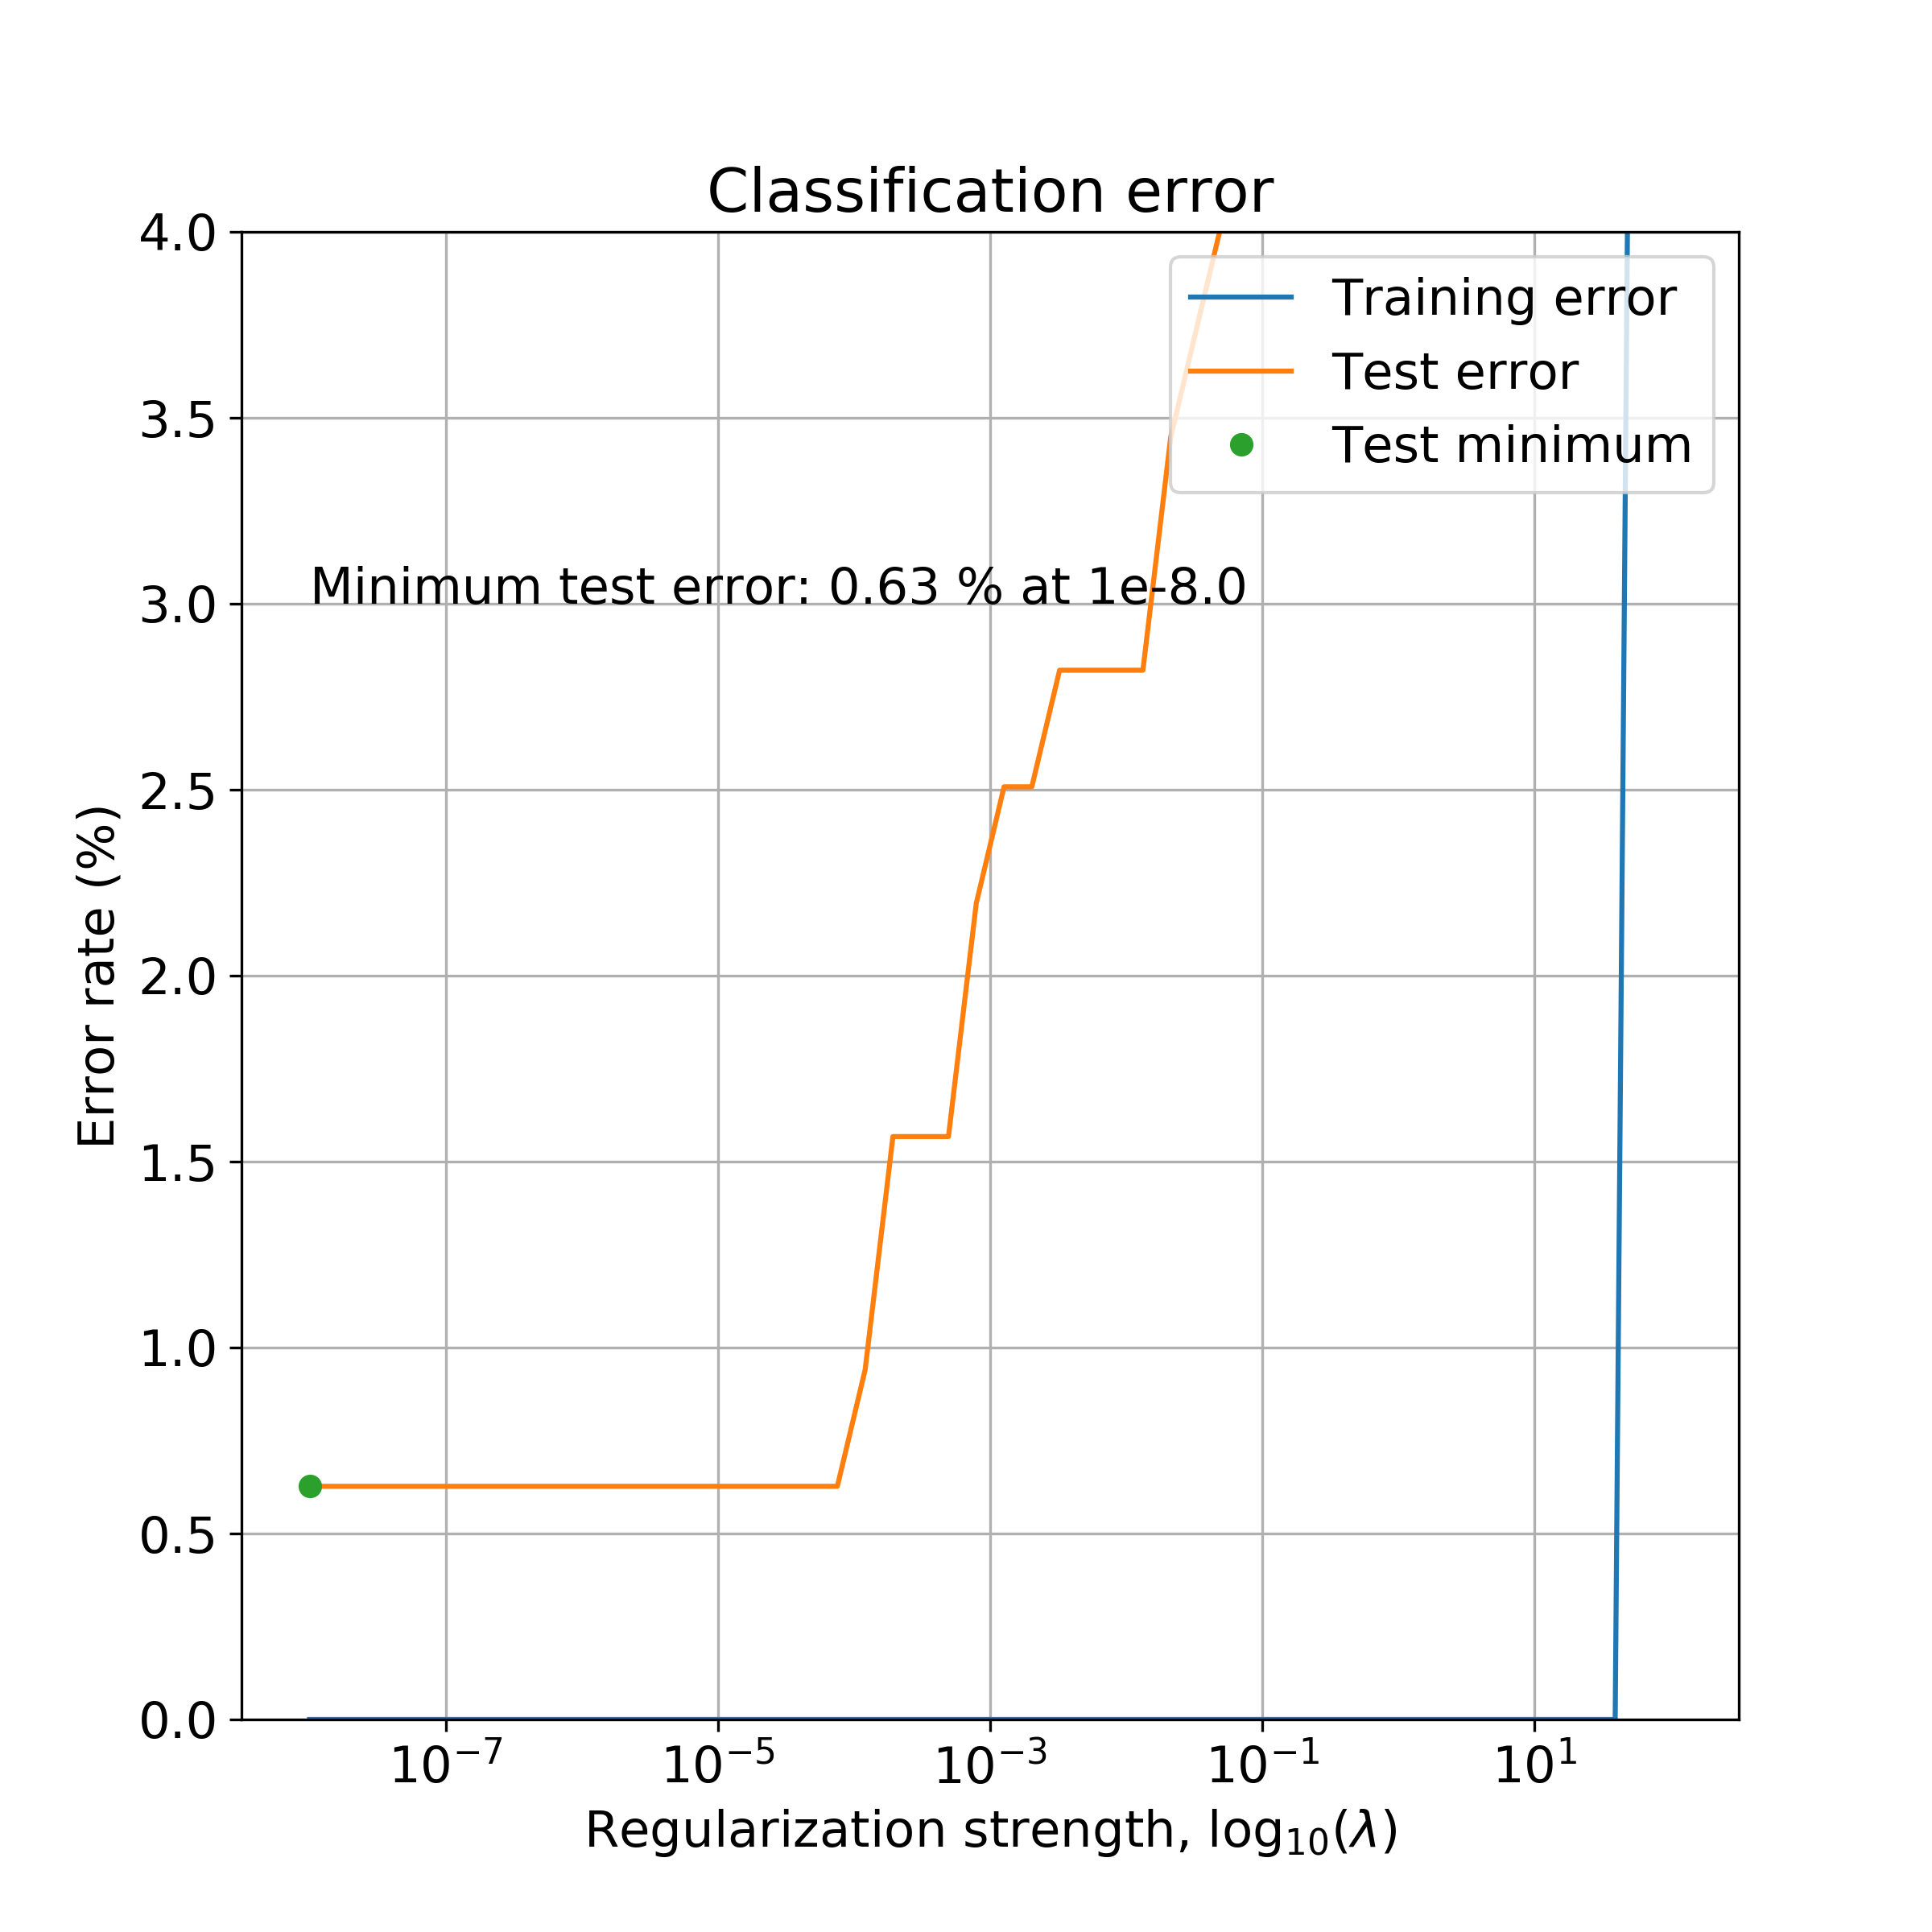 Classification error
4.0
3.5
3.0
2.5
2.0
1.5
1.0
0.5
0.0
Error rate (%)
Training error
Test error
Test minimum
Minimum test error: 0.63 % at 1e-8.0
10⁻⁷ 10⁻⁵ 10⁻³ 10⁻¹ 10¹
Regularization strength, log₁₀(λ)